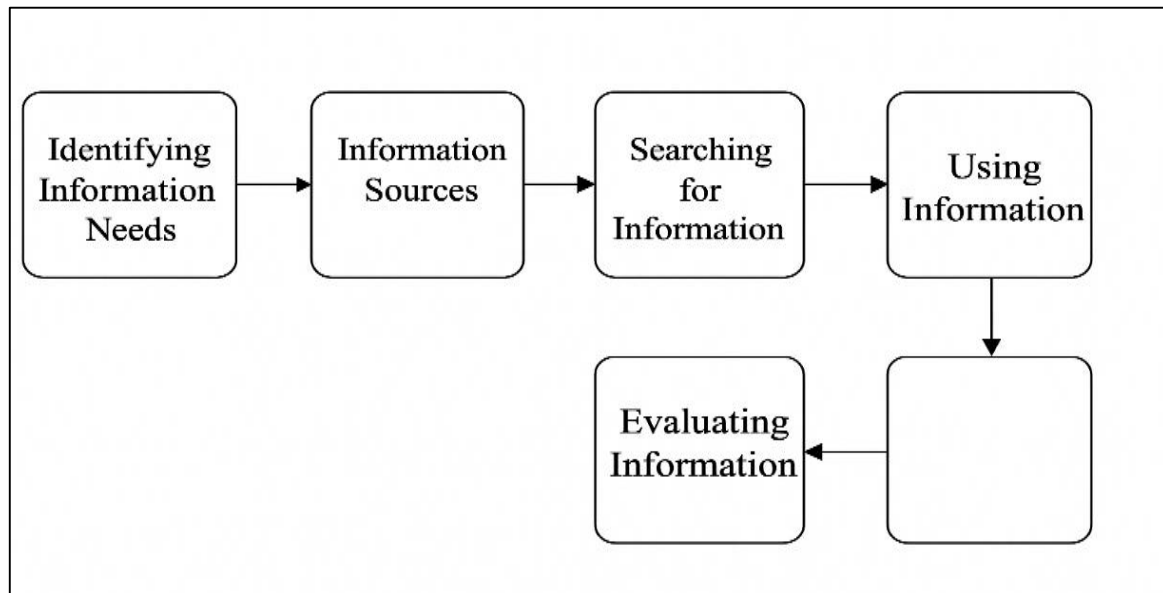 Identifying
Information
Needs
Information
Sources
Searching
for
Information
Using
Information
Evaluating
Information